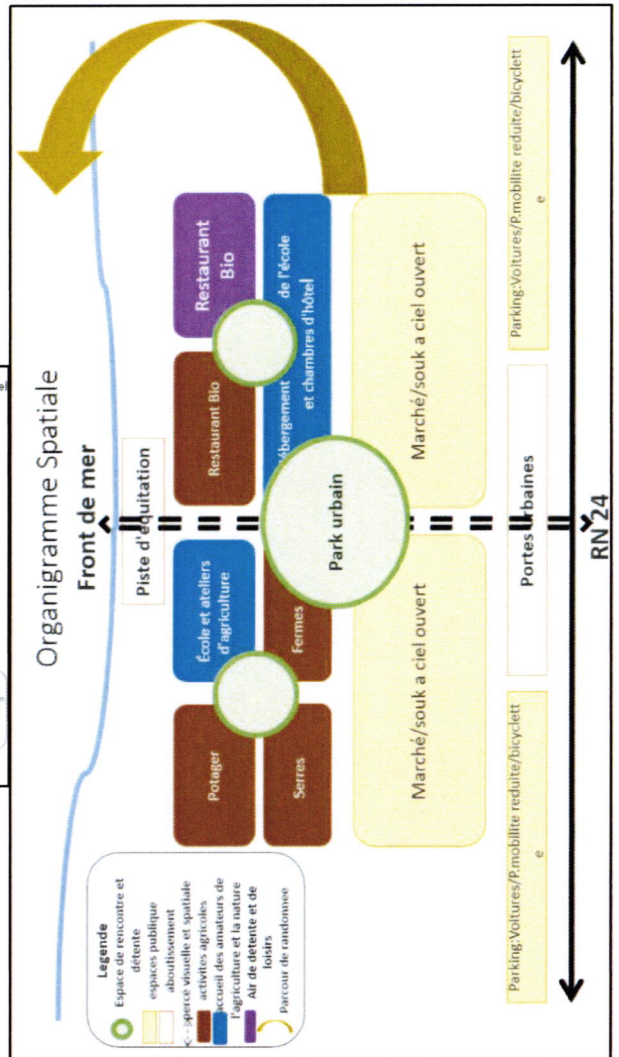 Organigramme Spatiale
Front de mer
Piste d'équitation
Legende
Espace de rencontre et
détente
espaces publique
aboutissement
percé visuelle et spatiale
activites agricoles
accueil des amateurs de
l'agriculture et la nature
Air de detente et de
loisirs
Parcour de randonnee
Potager
École et ateliers
d'agriculture
Restaurant Bio
Restaurant
Bio
Serres
Fermes
Park urbain
ébergement de l'école
et chambres d'hôtel
Marché/souk a ciel ouvert
Marché/souk a ciel ouvert
Parking:Voltures/P.mobilite reduite/bicyclett
e
Portes urbaines
Parking:Voltures/P.mobilite reduite/bicyclett
e
RN 24